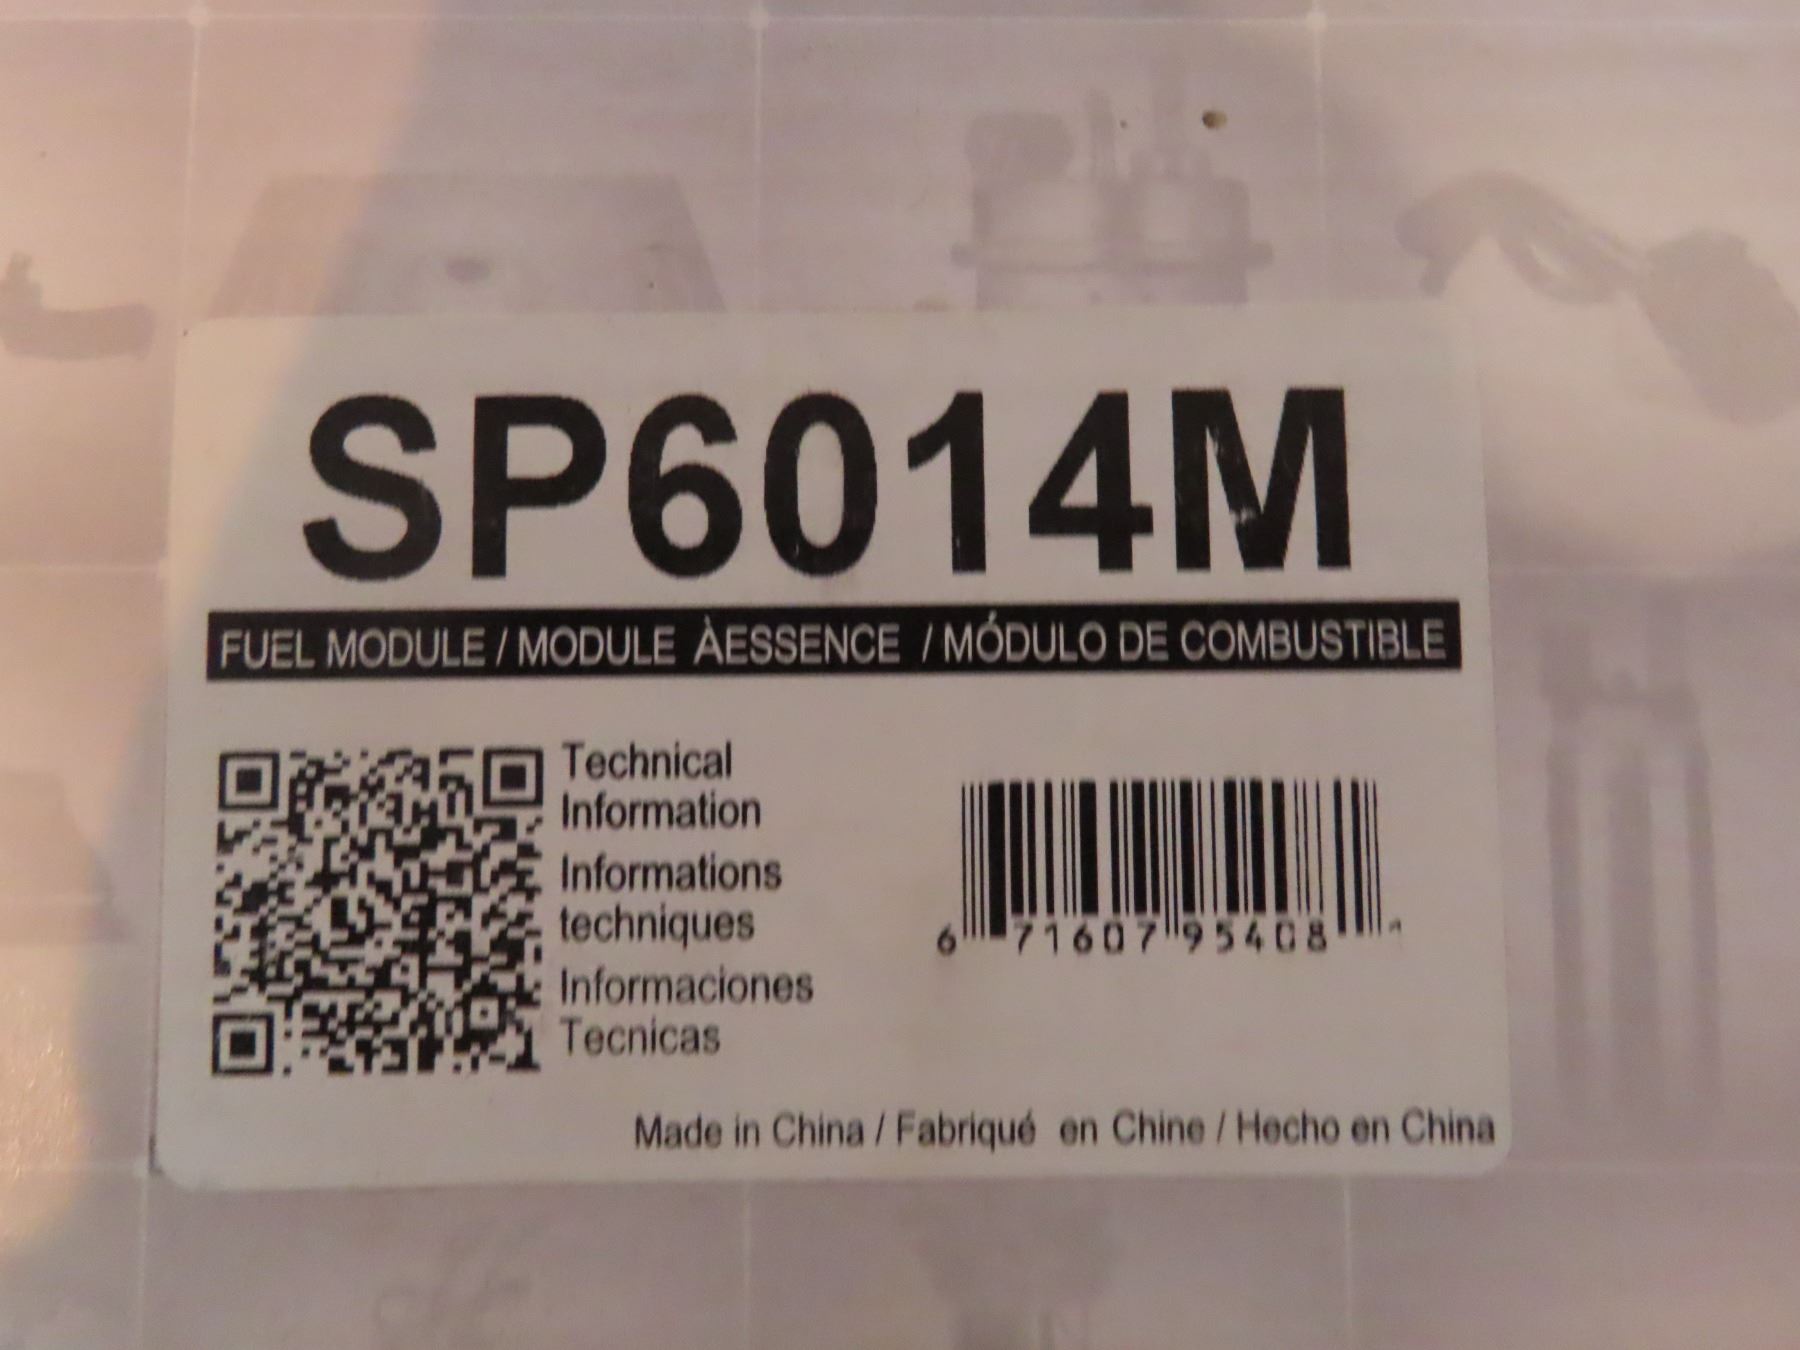 SP6014M
FUEL MODULE / MODULE ÀESSENCE / MÓDULO DE COMBUSTIBLE
Technical
Information
Informations
techniques
Informaciones
Tecnicas
6 71607 95408 1
Made in China / Fabriqué en Chine / Hecho en China